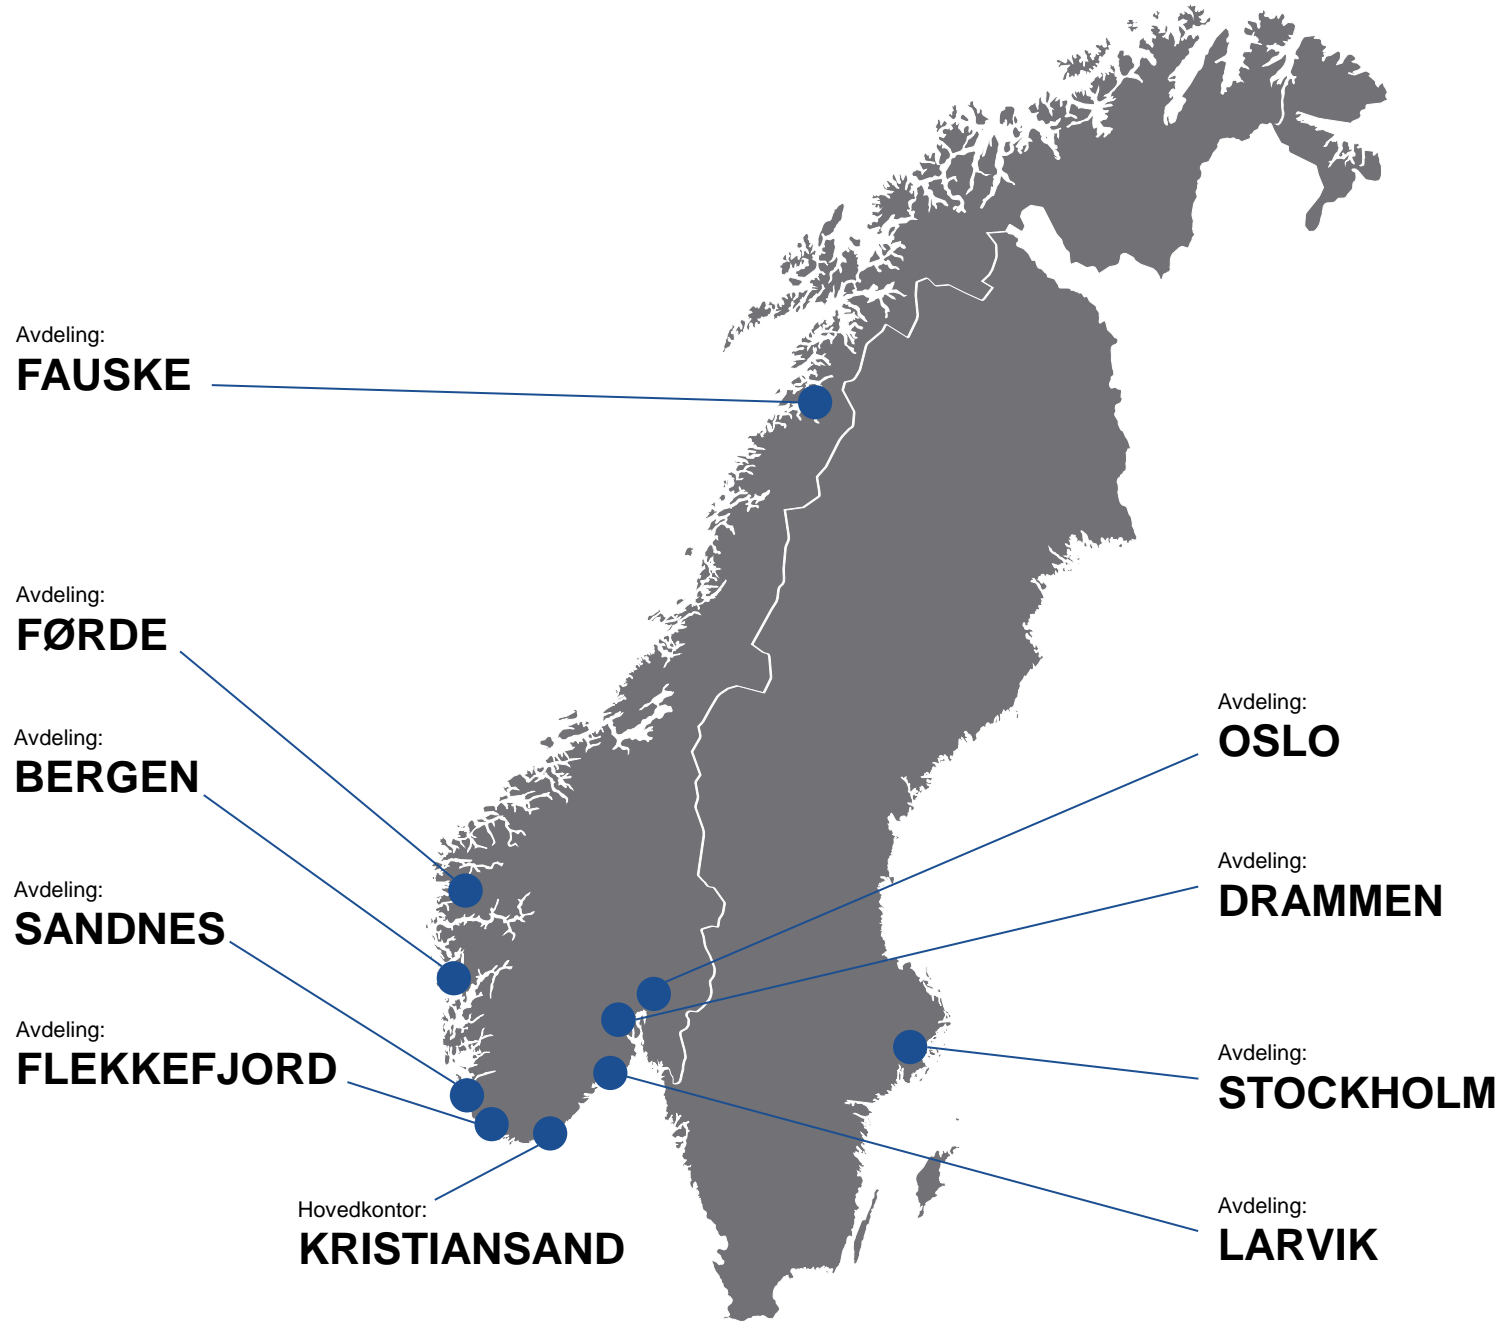 Avdeling:
FAUSKE
Avdeling:
FØRDE
Avdeling:
BERGEN
Avdeling:
SANDNES
Avdeling:
FLEKKEFJORD
Hovedkontor:
KRISTIANSAND
Avdeling:
OSLO
Avdeling:
DRAMMEN
Avdeling:
STOCKHOLM
Avdeling:
LARVIK